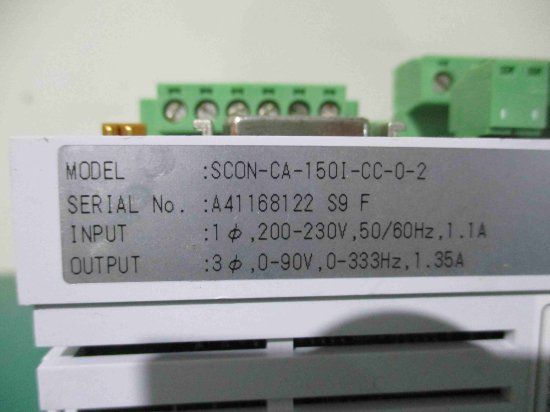 MODEL :SCON-CA-150I-CC-0-2
SERIAL No. :A41168122 S9 F
INPUT :1ϕ,200-230V,50/60Hz,1.1A
OUTPUT :3ϕ,0-90V,0-333Hz,1.35A